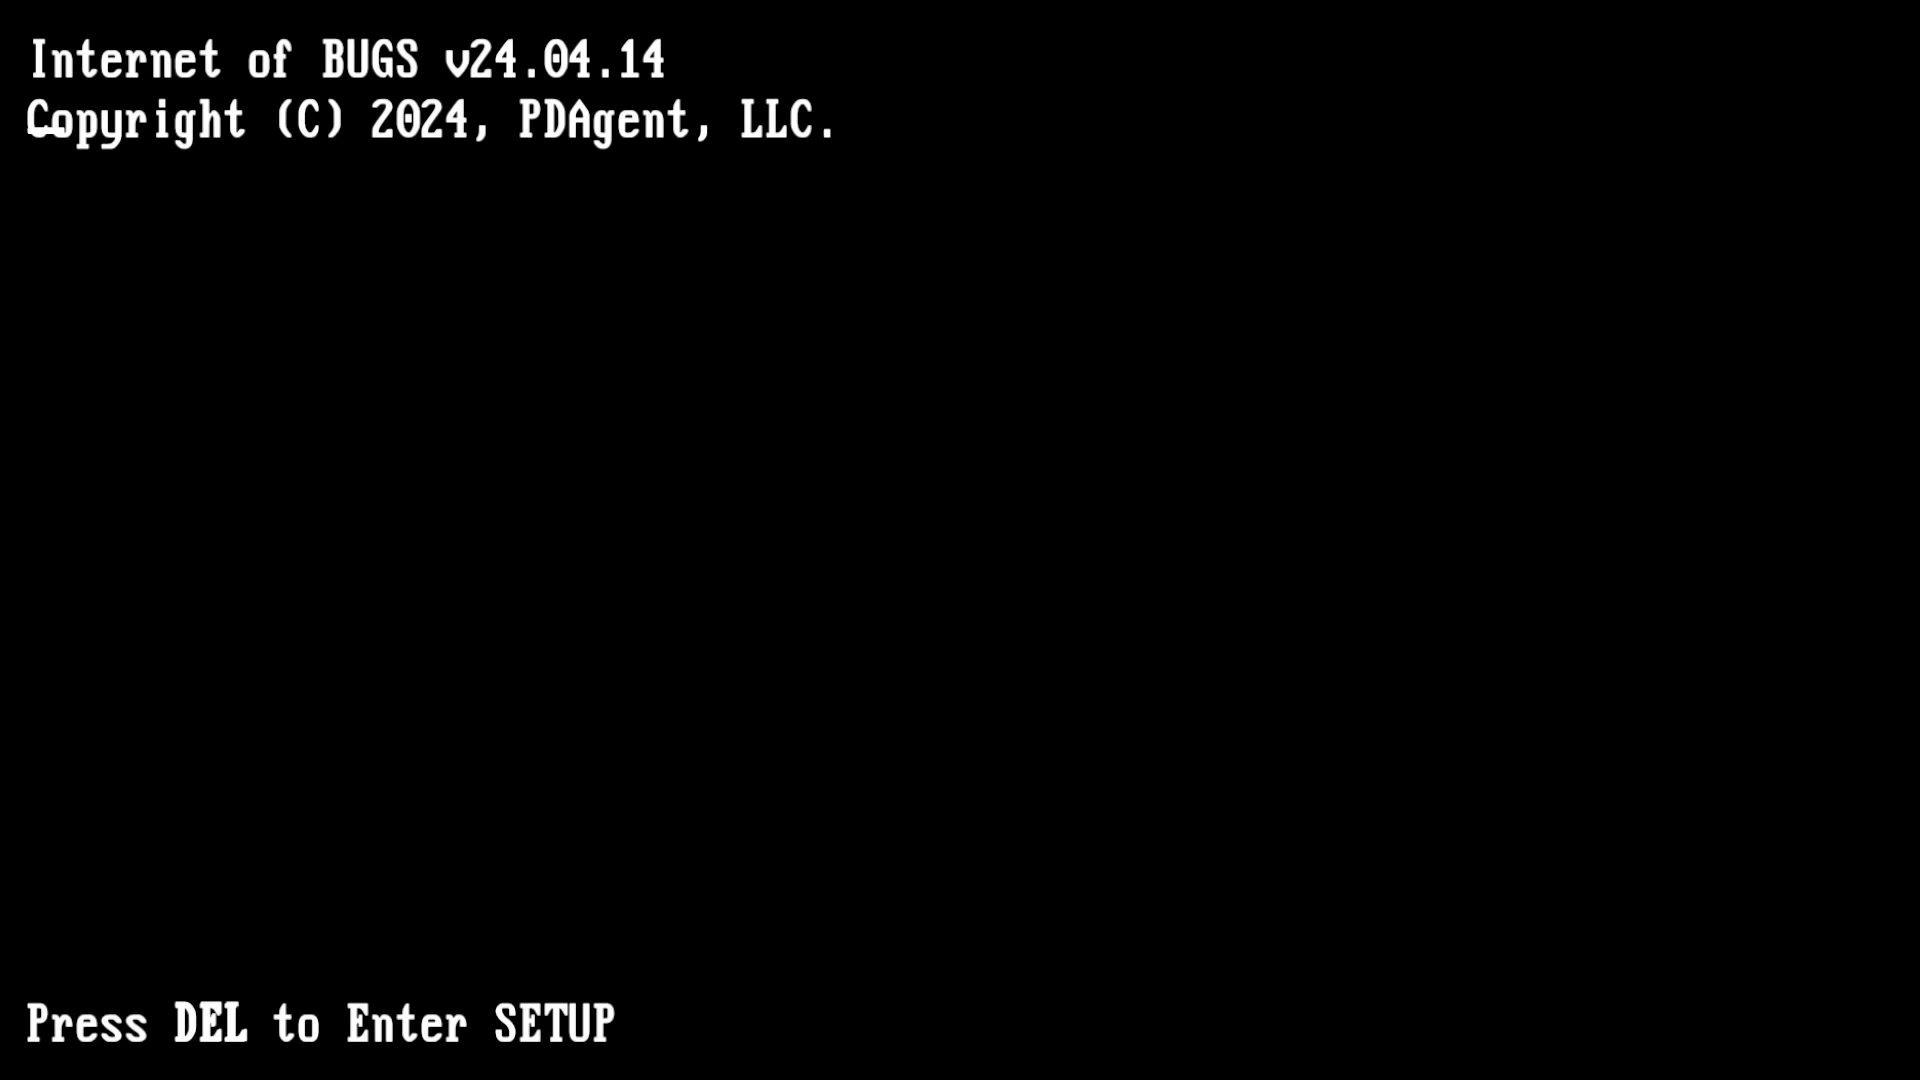 Internet of BUGS v24.04.14
Copyright (C) 2024, PDAgent, LLC.
Press DEL to Enter SETUP